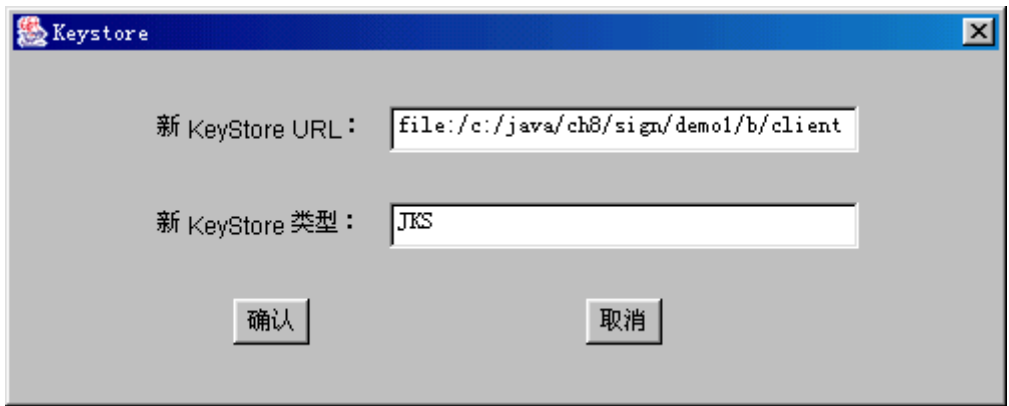 Keystore
新 KeyStore URL： file:/c:/java/ch8/sign/demo1/b/client
新 KeyStore 类型： JKS
确认 取消